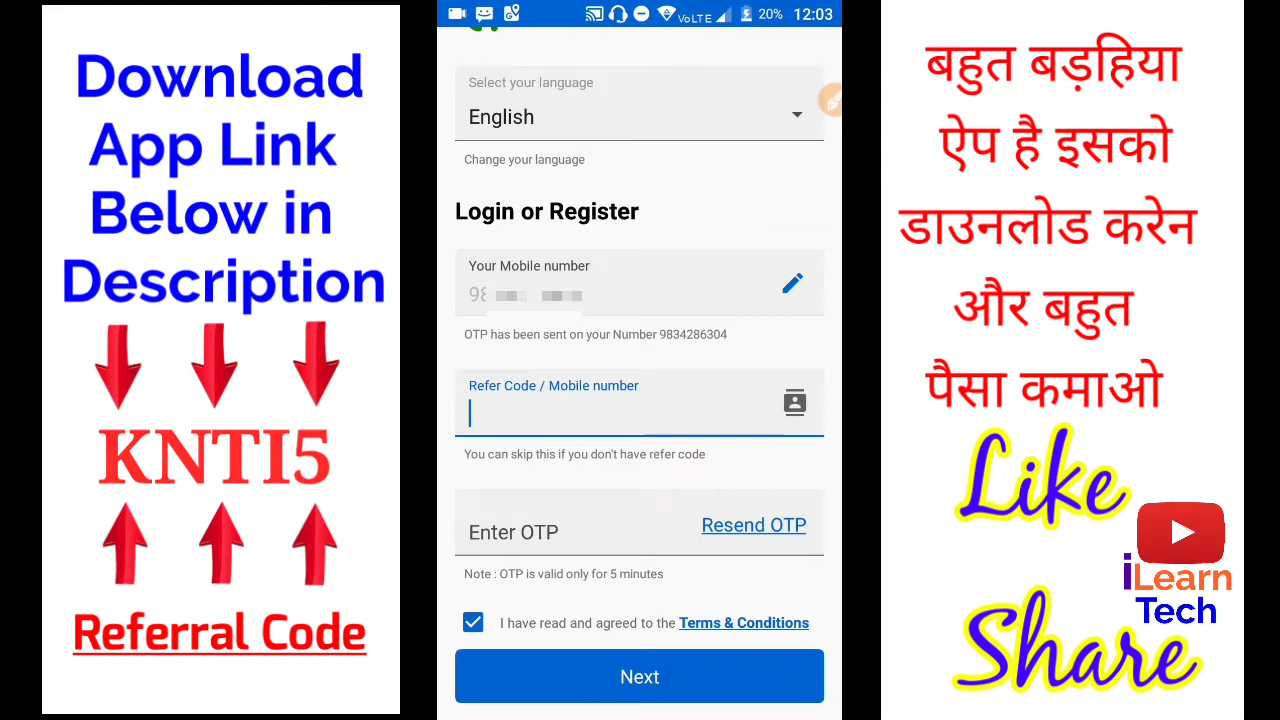 Download
App Link
Below in
Description
KNTI5
Referral Code
VoLTE 20% 12:03
Select your language
English
Change your language
Login or Register
Your Mobile number
98
OTP has been sent on your Number 9834286304
Refer Code / Mobile number
You can skip this if you don't have refer code
Enter OTP
Resend OTP
Note : OTP is valid only for 5 minutes
I have read and agreed to the Terms & Conditions
Next
बहुत बड़हिया
ऐप है इसको
डाउनलोड करेन
और बहुत
पैसा कमाओ
Like
iLearn
Tech
Share